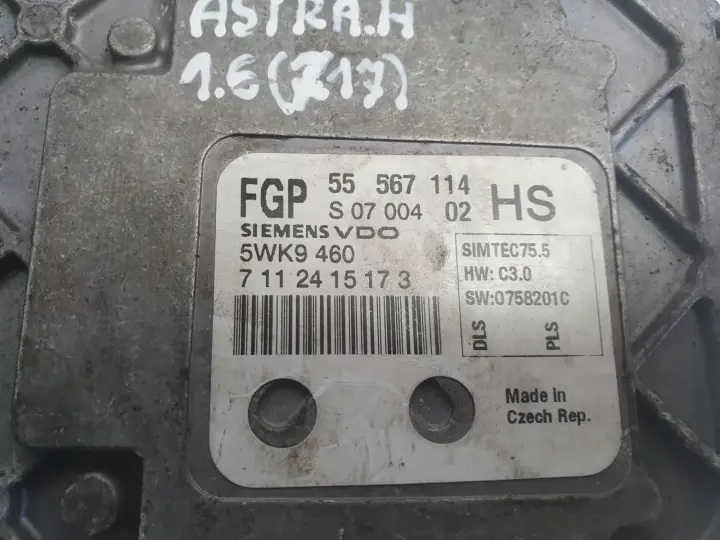 ASTRA.H
1.6 (Z17)
FGP 55 567 114 HS
S 07 004 02
SIEMENS VDO
5WK9 460
7 11 24 15 17 3
SIMTEC75.5
HW: C3.0
SW:0758201C
DLS
PLS
Made in
Czech Rep.